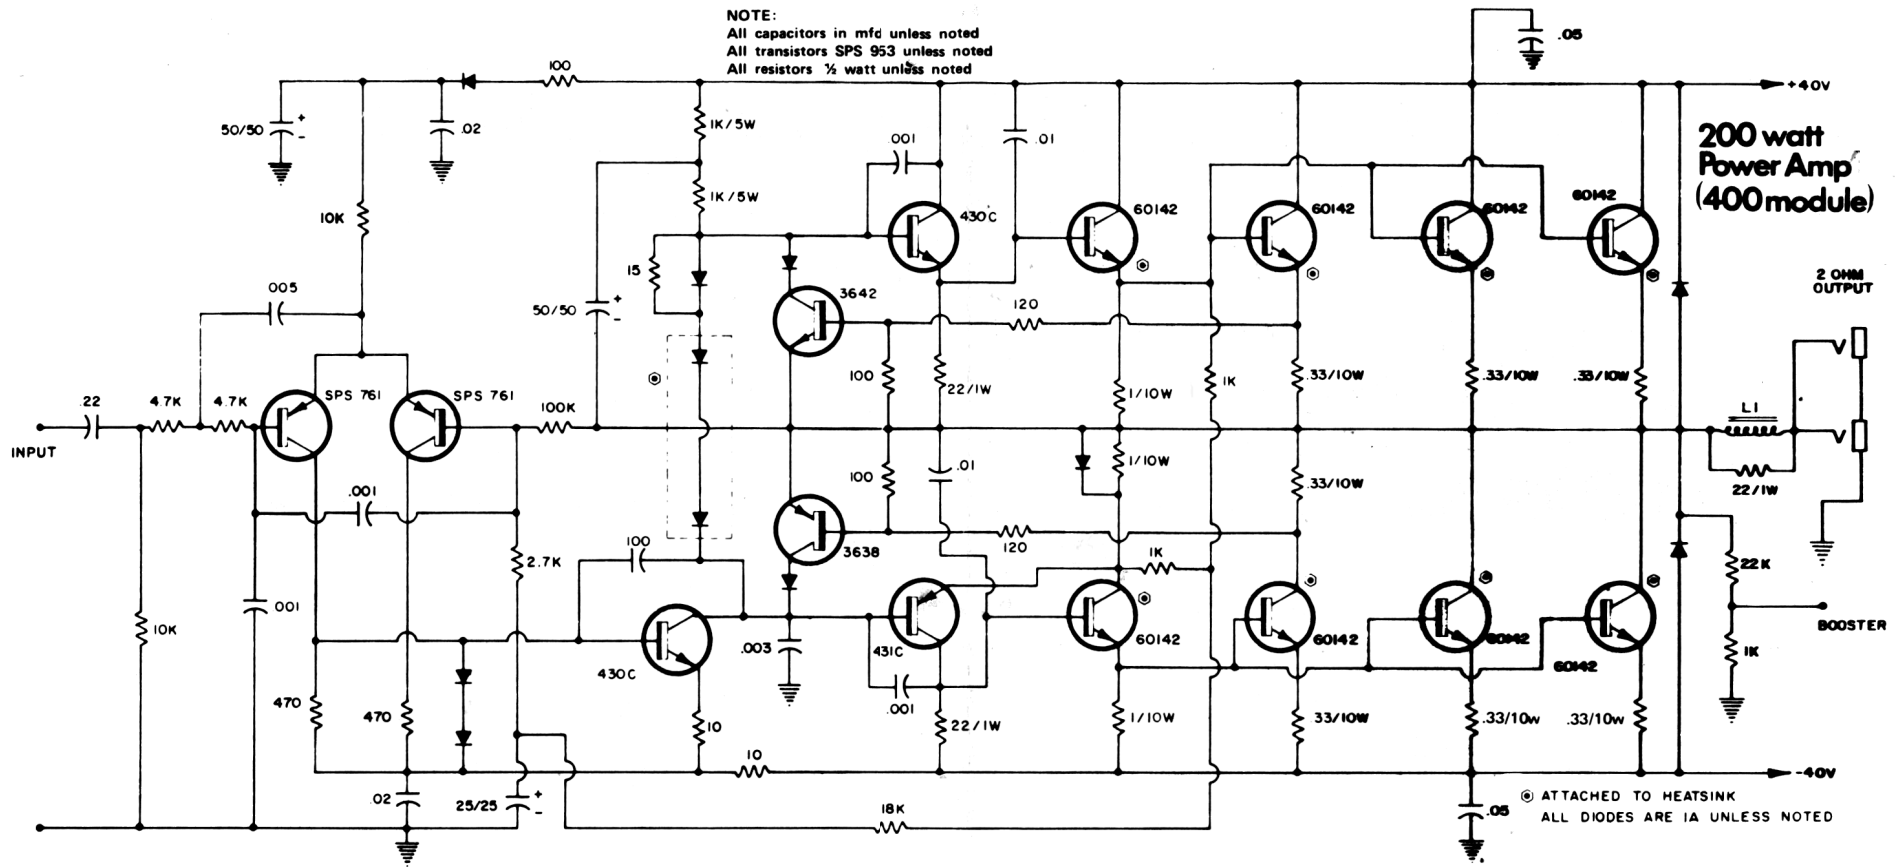 NOTE:
All capacitors in mfd unless noted
All transistors SPS 953 unless noted
All resistors ½ watt unless noted
.05
100
+40V
50/50
+
-
.02
1K/5W
.001
.01
200 watt
Power Amp
(400 module)
1K/5W
10K
430C
60142
60142
60142
60142
15
005
3642
50/50
+
-
120
2 OHM
OUTPUT
100
22/1W
1/10W
1K
.33/10W
.33/10W
.33/10W
.22
4.7K
4.7K
SPS 761
SPS 761
100K
L1
INPUT
100
.01
1/10W
.33/10W
22/1W
.001
100
3638
120
1K
2.7K
22K
001
10K
430C
.003
431C
60142
60142
60142
60142
BOOSTER
1K
470
470
10
.001
22/1W
1/10W
.33/10W
.33/10w
.33/10w
10
-40V
.02
25/25
+
-
18K
.05
ATTACHED TO HEATSINK
ALL DIODES ARE 1A UNLESS NOTED